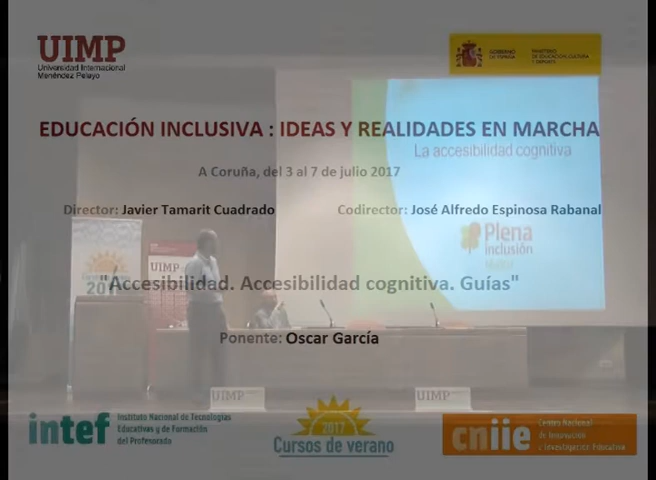 UIMP
Universidad Internacional
Menéndez Pelayo
GOBIERNO
DE ESPAÑA
MINISTERIO
DE EDUCACIÓN, CULTURA
Y DEPORTE
EDUCACIÓN INCLUSIVA : IDEAS Y REALIDADES EN MARCHA
La accesibilidad cognitiva
A Coruña, del 3 al 7 de julio 2017
Director: Javier Tamarit Cuadrado
Codirector: José Alfredo Espinosa Rabanal
Plena
inclusión
UIMP
"Accesibilidad. Accesibilidad cognitiva. Guías"
Ponente: Oscar García
UIMP
UIMP
intef
Instituto Nacional de Tecnologías
Educativas y de Formación
del Profesorado
2017
Cursos de verano
cniie
Centro Nacional
de Innovación
e Investigación Educativa